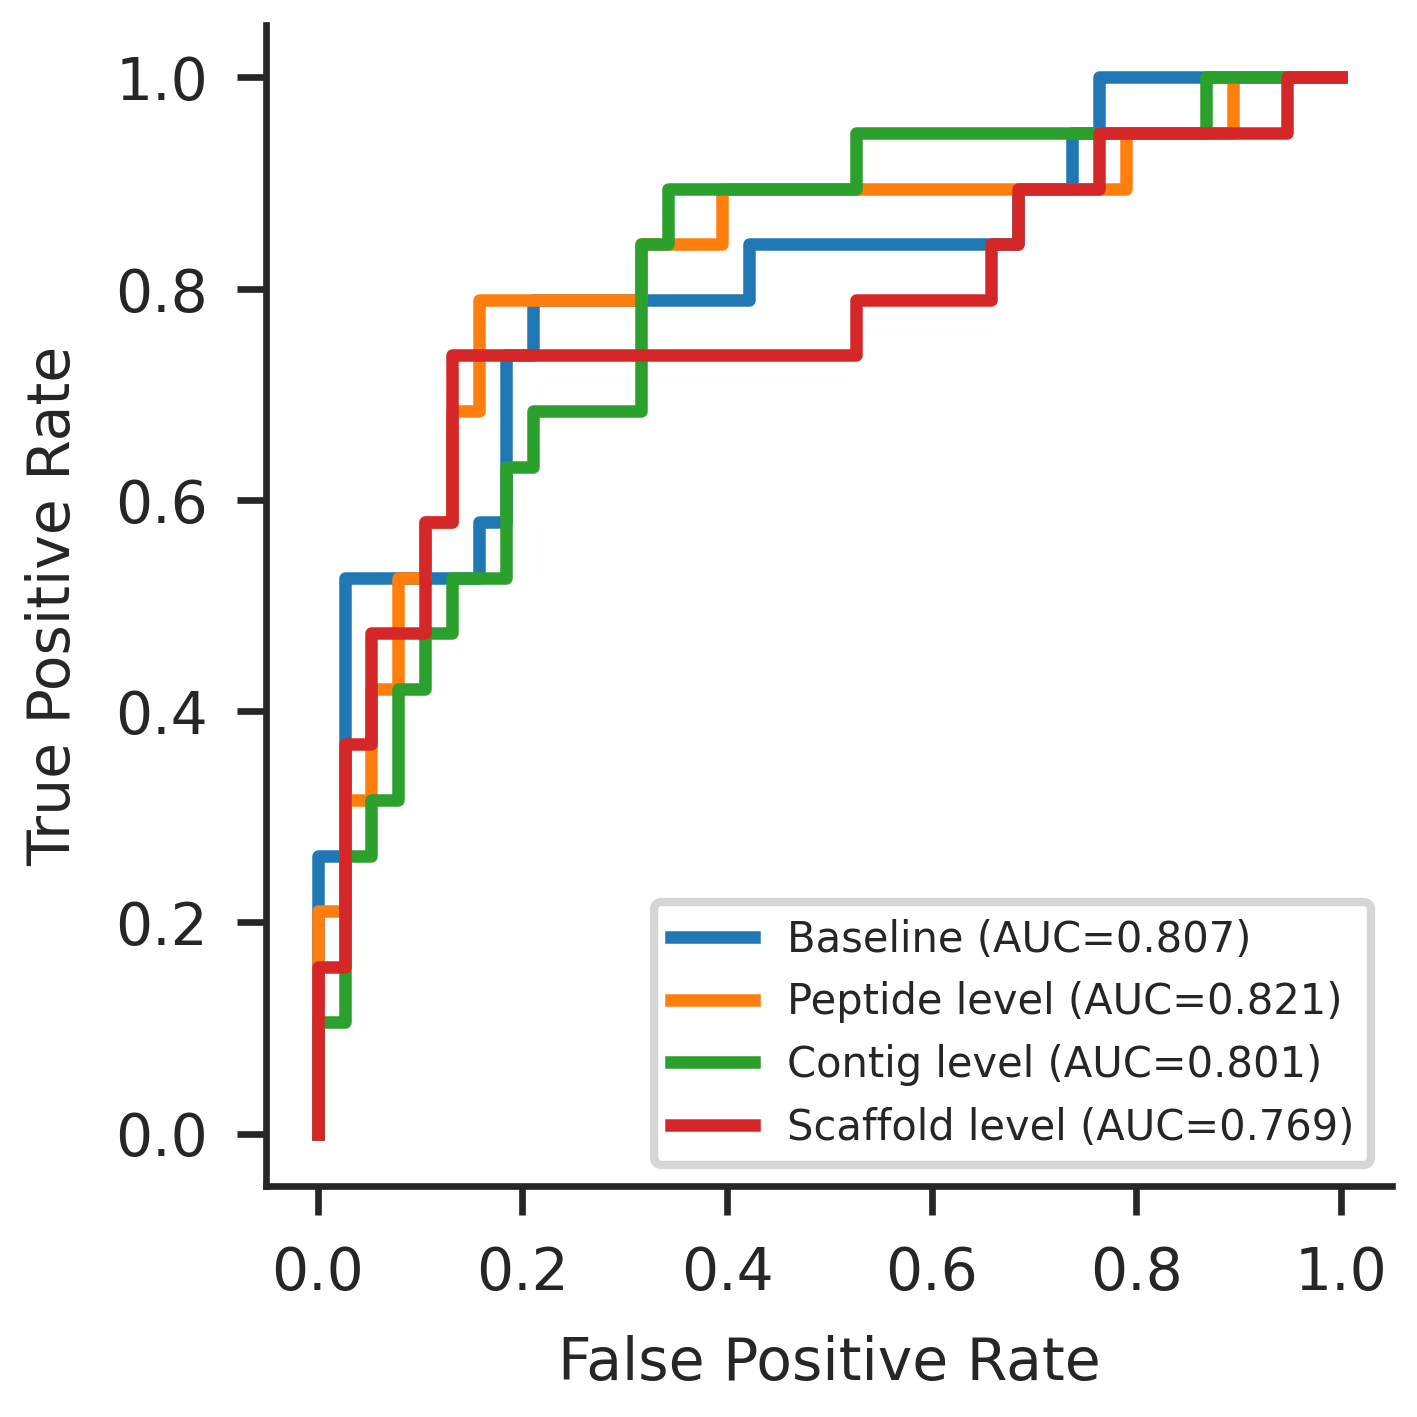 True Positive Rate
1.0
0.8
0.6
0.4
0.2
0.0
Baseline (AUC=0.807)
Peptide level (AUC=0.821)
Contig level (AUC=0.801)
Scaffold level (AUC=0.769)
0.0 0.2 0.4 0.6 0.8 1.0
False Positive Rate